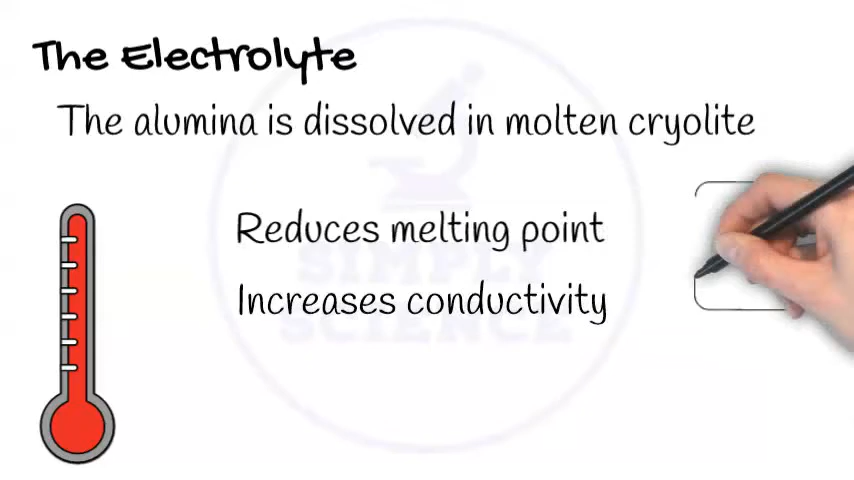 The Electrolyte
The alumina is dissolved in molten cryolite
Reduces melting point
SIMPLY
Increases conductivity
SCIENCE